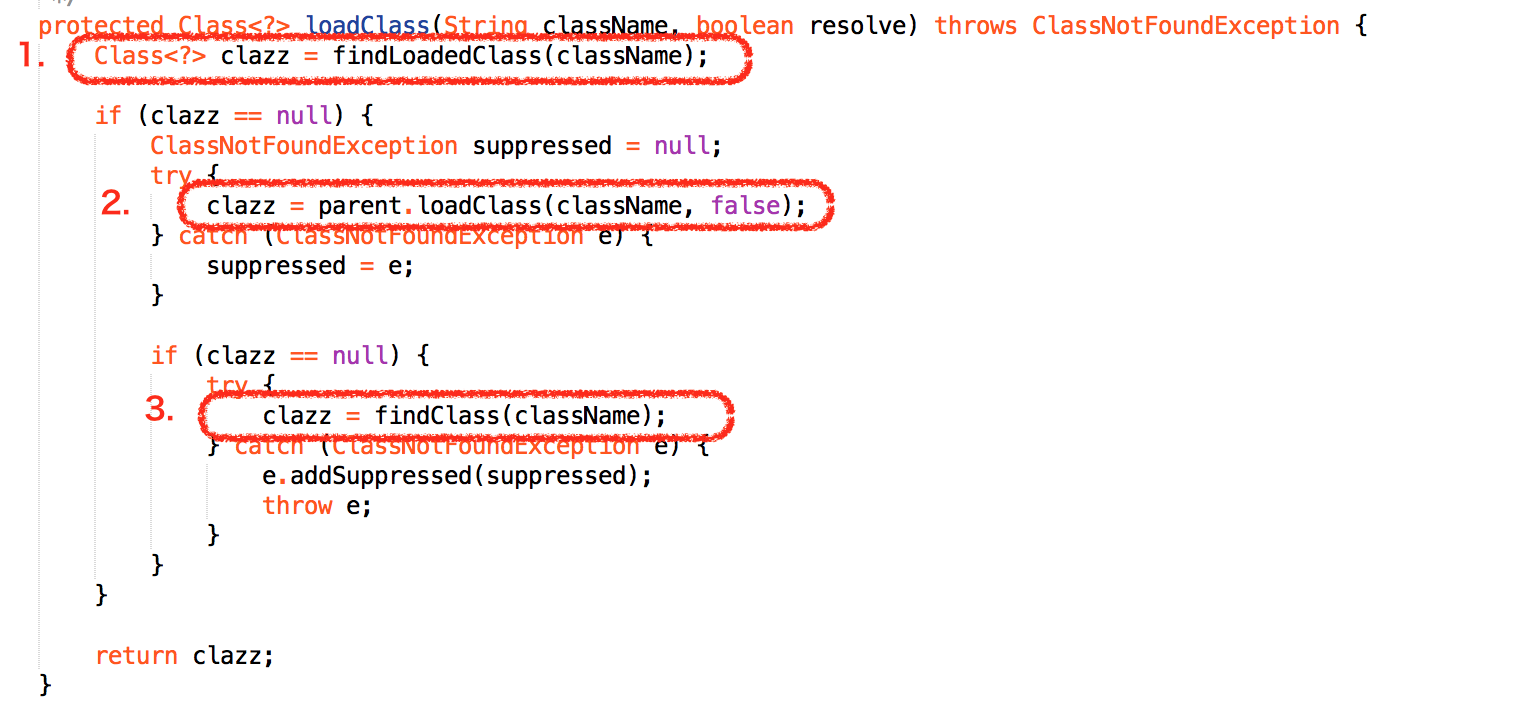 protected Class<?> loadClass(String className, boolean resolve) throws ClassNotFoundException {
1. Class<?> clazz = findLoadedClass(className);
if (clazz == null) {
ClassNotFoundException suppressed = null;
try {
2. clazz = parent.loadClass(className, false);
} catch (ClassNotFoundException e) {
suppressed = e;
}
if (clazz == null) {
try {
3. clazz = findClass(className);
} catch (ClassNotFoundException e) {
e.addSuppressed(suppressed);
throw e;
}
}
}
return clazz;
}